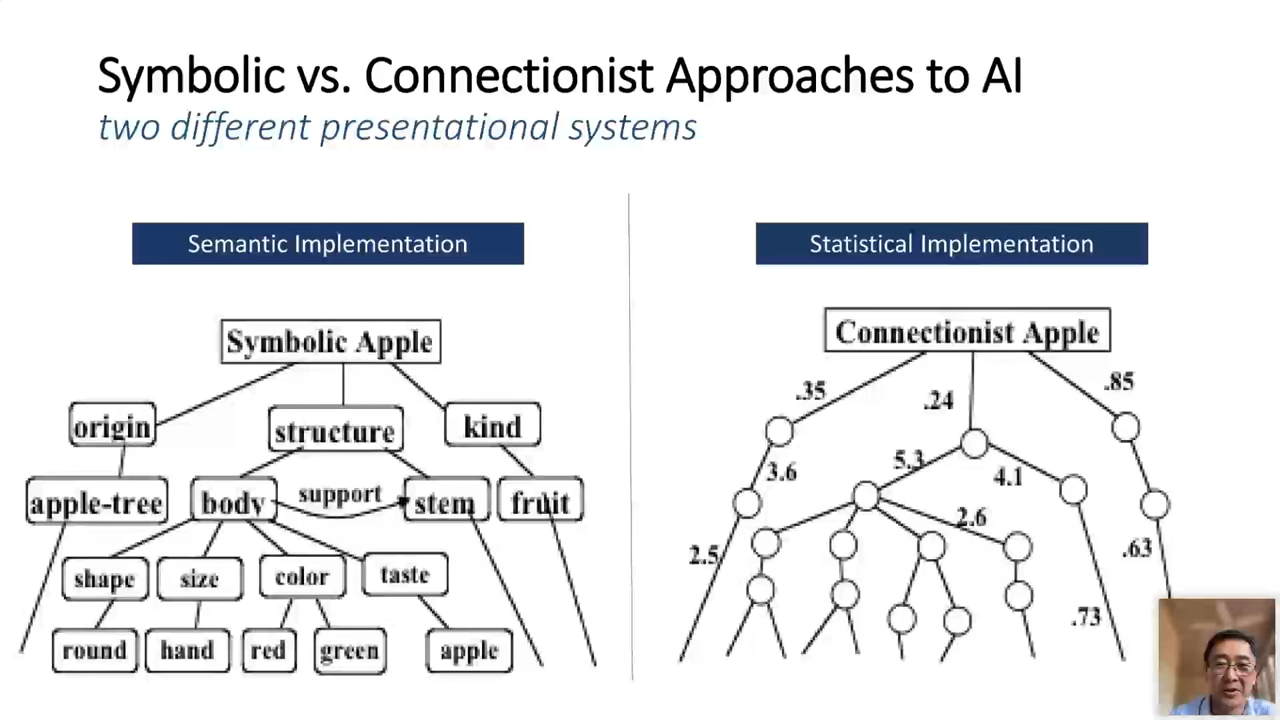 Symbolic vs. Connectionist Approaches to AI
two different presentational systems
Semantic Implementation
Symbolic Apple
origin
structure
kind
apple-tree
body
support
stem
fruit
shape
size
color
taste
round
hand
red
green
apple
Statistical Implementation
Connectionist Apple
.35
.24
.85
3.6
5.3
4.1
2.6
2.5
.63
.73